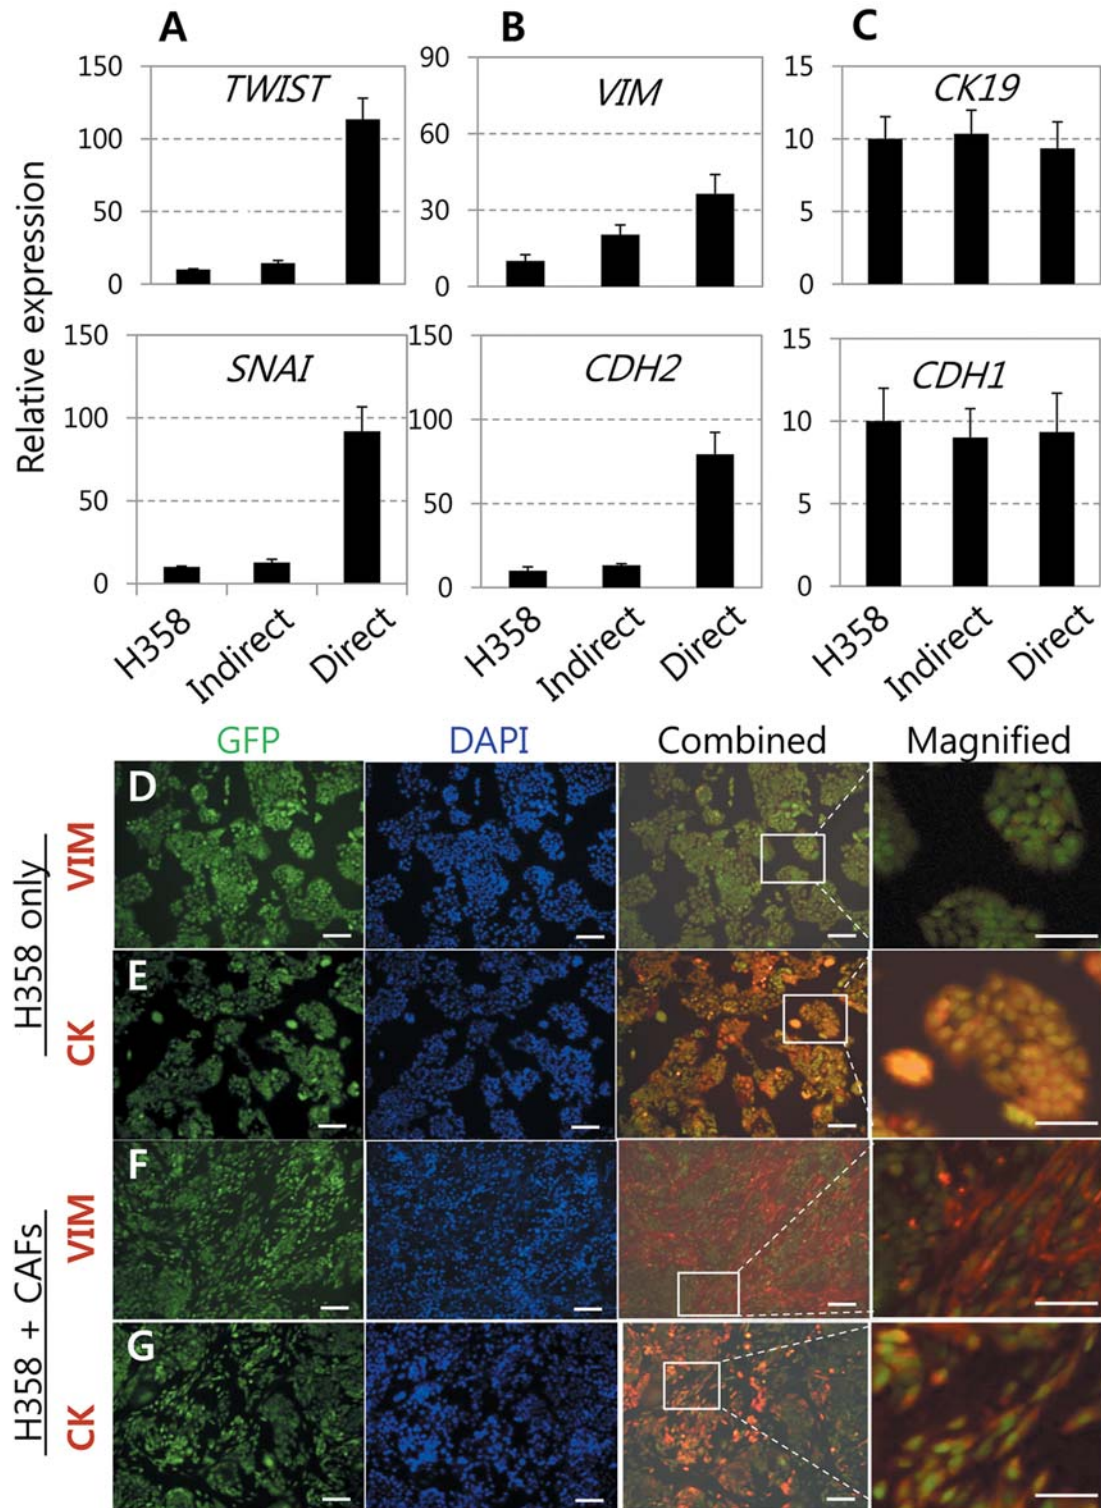 A B C
Relative expression
150
100
50
0
TWIST
90
60
30
0
VIM
15
10
5
0
CK19
150
100
50
0
SNAI
H358 Indirect Direct
150
100
50
0
CDH2
H358 Indirect Direct
15
10
5
0
CDH1
H358 Indirect Direct
GFP DAPI Combined Magnified
H358 only
VIM
D
CK
E
H358 + CAFs
VIM
F
CK
G